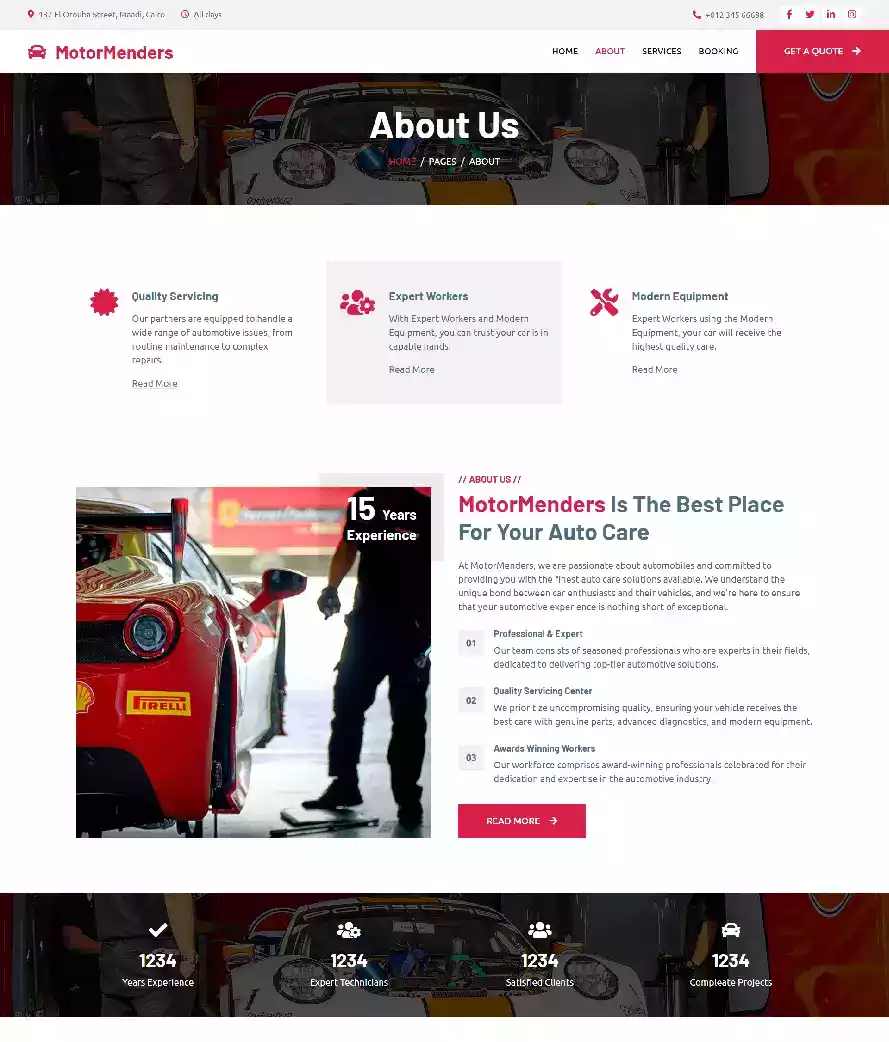 137 El Orouba Street, Maadi, Cairo All days +012 345 66688
MotorMenders HOME ABOUT SERVICES BOOKING GET A QUOTE
About Us
HOME / PAGES / ABOUT
Quality Servicing
Our partners are equipped to handle a
wide range of automotive issues, from
routine maintenance to complex
repairs.
Read More
Expert Workers
With Expert Workers and Modern
Equipment, you can trust your car is in
capable hands.
Read More
Modern Equipment
Expert Workers using the Modern
Equipment, your car will receive the
highest quality care.
Read More
15 Years
Experience
PIRELLI
// ABOUT US //
MotorMenders Is The Best Place
For Your Auto Care
At MotorMenders, we are passionate about automobiles and committed to
providing you with the finest auto care solutions available. We understand the
unique bond between car enthusiasts and their vehicles, and we're here to ensure
that your automotive experience is nothing short of exceptional.
01
Professional & Expert
Our team consists of seasoned professionals who are experts in their fields,
dedicated to delivering top-tier automotive solutions.
02
Quality Servicing Center
We prioritize uncompromising quality, ensuring your vehicle receives the
best care with genuine parts, advanced diagnostics, and modern equipment.
03
Awards Winning Workers
Our workforce comprises award-winning professionals celebrated for their
dedication and expertise in the automotive industry.
READ MORE
1234
Years Experience
1234
Expert Technicians
1234
Satisfied Clients
1234
Compleate Projects